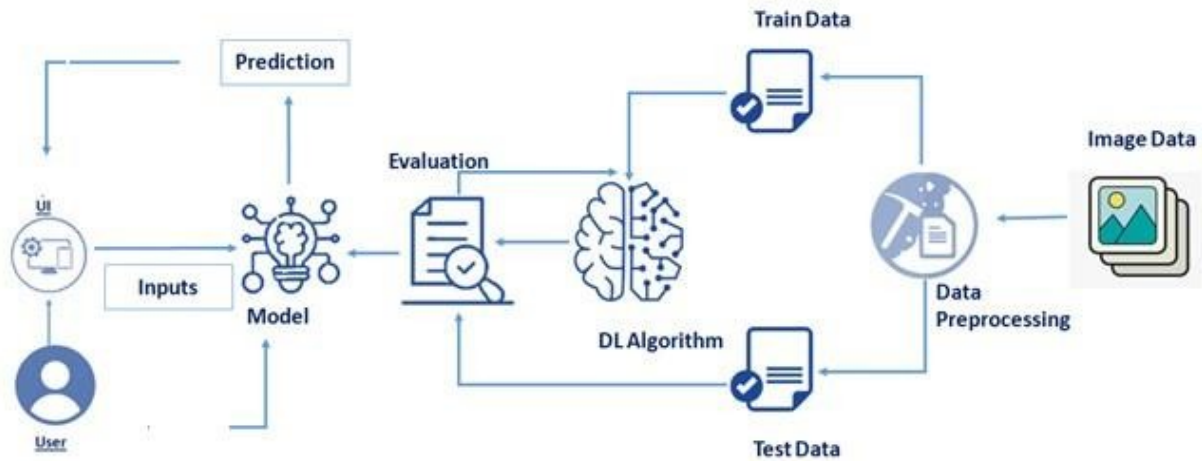 Train Data
Prediction
Image Data
Evaluation
UI
Inputs
Model
Data
Preprocessing
DL Algorithm
User
Test Data